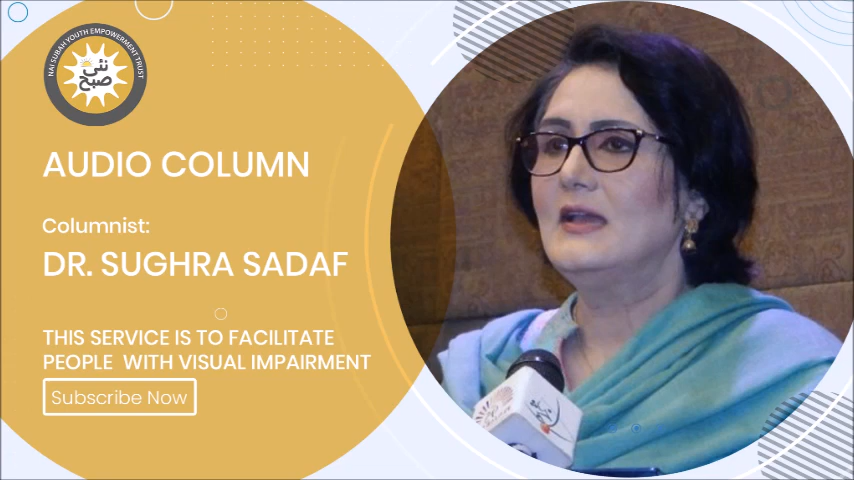 NAI SUBAH YOUTH EMPOWERMENT TRUST
نئی
صبح
AUDIO COLUMN
Columnist:
DR. SUGHRA SADAF
THIS SERVICE IS TO FACILITATE
PEOPLE WITH VISUAL IMPAIRMENT
Subscribe Now